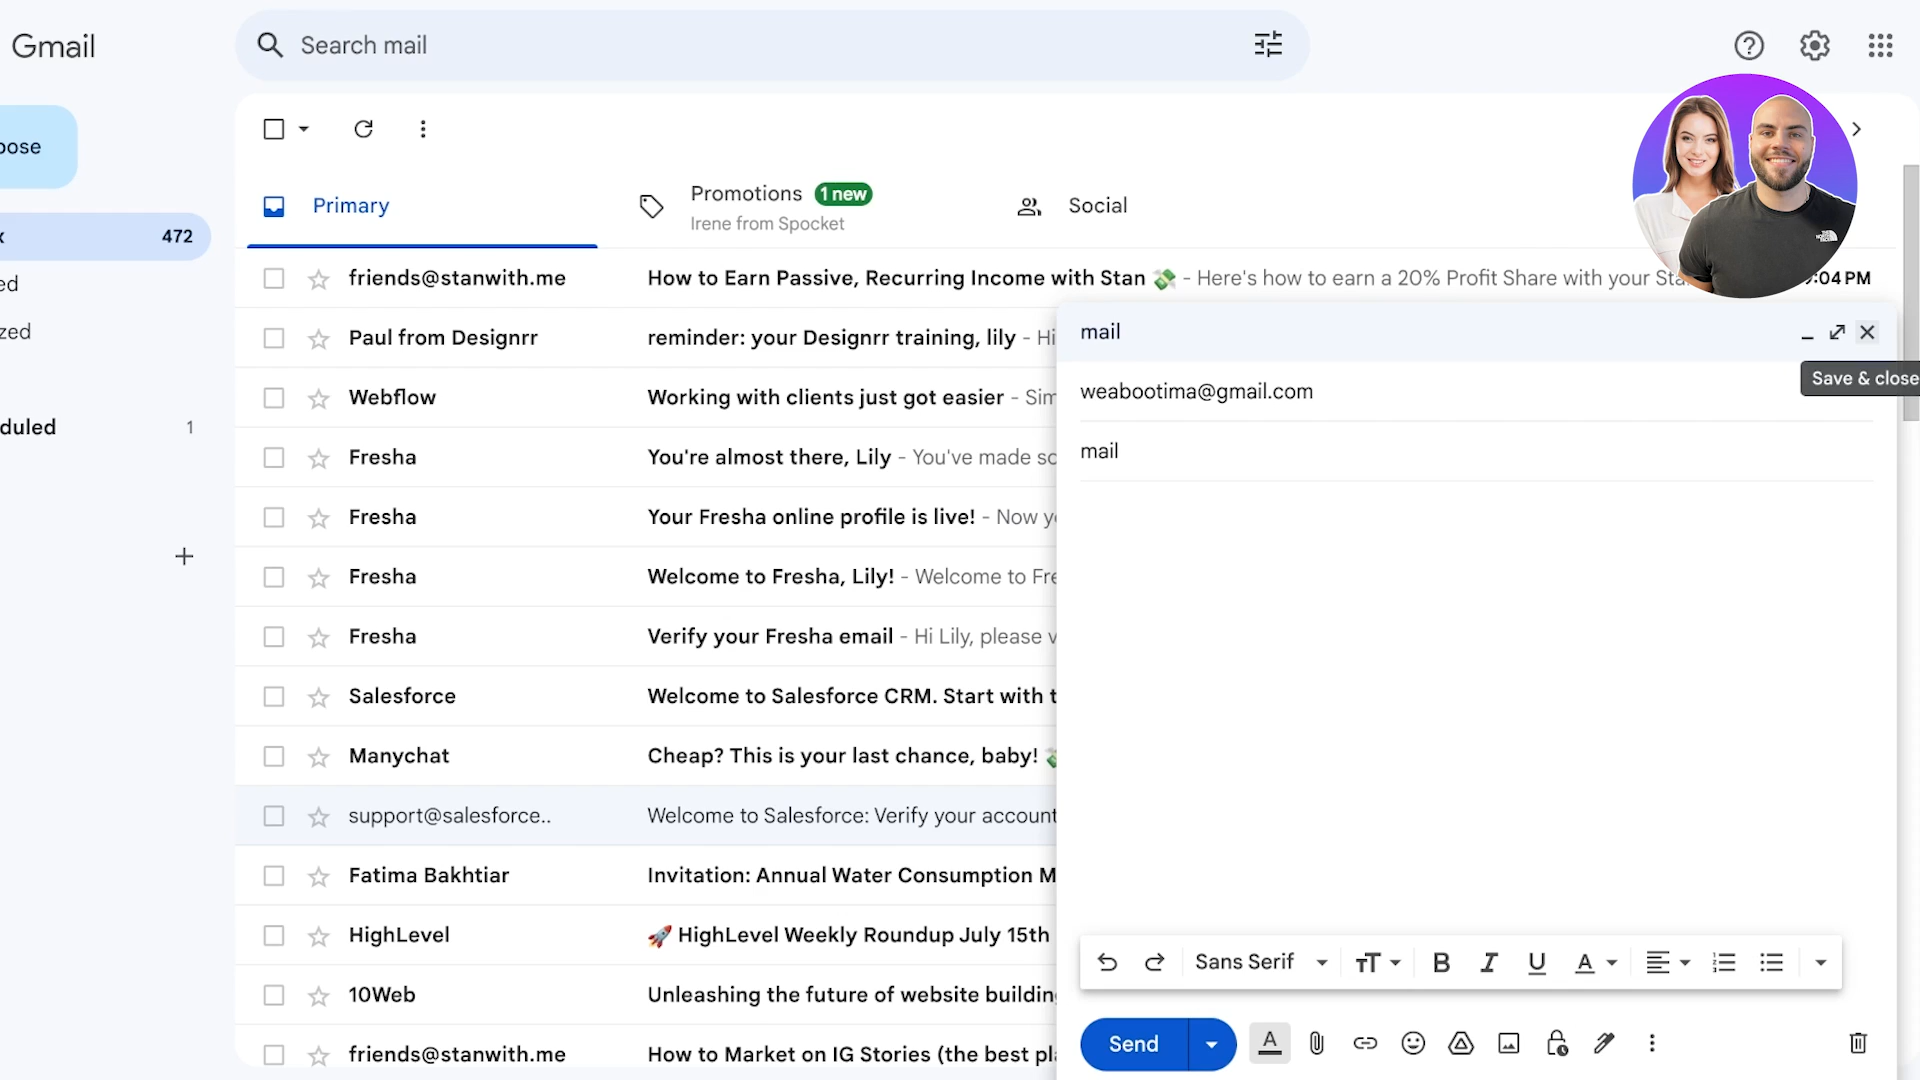 Gmail
Search mail
pose
Primary
Promotions 1 new
Irene from Spocket
Social
472
ed
zed
duled 1
friends@stanwith.me How to Earn Passive, Recurring Income with Stan 💸 - Here's how to earn a 20% Profit Share with your Sta :04 PM
Paul from Designrr reminder: your Designrr training, lily - Hi
Webflow Working with clients just got easier - Sim
Fresha You're almost there, Lily - You've made so
Fresha Your Fresha online profile is live! - Now yo
Fresha Welcome to Fresha, Lily! - Welcome to Fre
Fresha Verify your Fresha email - Hi Lily, please v
Salesforce Welcome to Salesforce CRM. Start with t
Manychat Cheap? This is your last chance, baby! 💸
support@salesforce.. Welcome to Salesforce: Verify your account
Fatima Bakhtiar Invitation: Annual Water Consumption M
HighLevel 🚀 HighLevel Weekly Roundup July 15th
10Web Unleashing the future of website building
friends@stanwith.me How to Market on IG Stories (the best pla
mail
Save & close
weabootima@gmail.com
mail
Sans Serif
Send